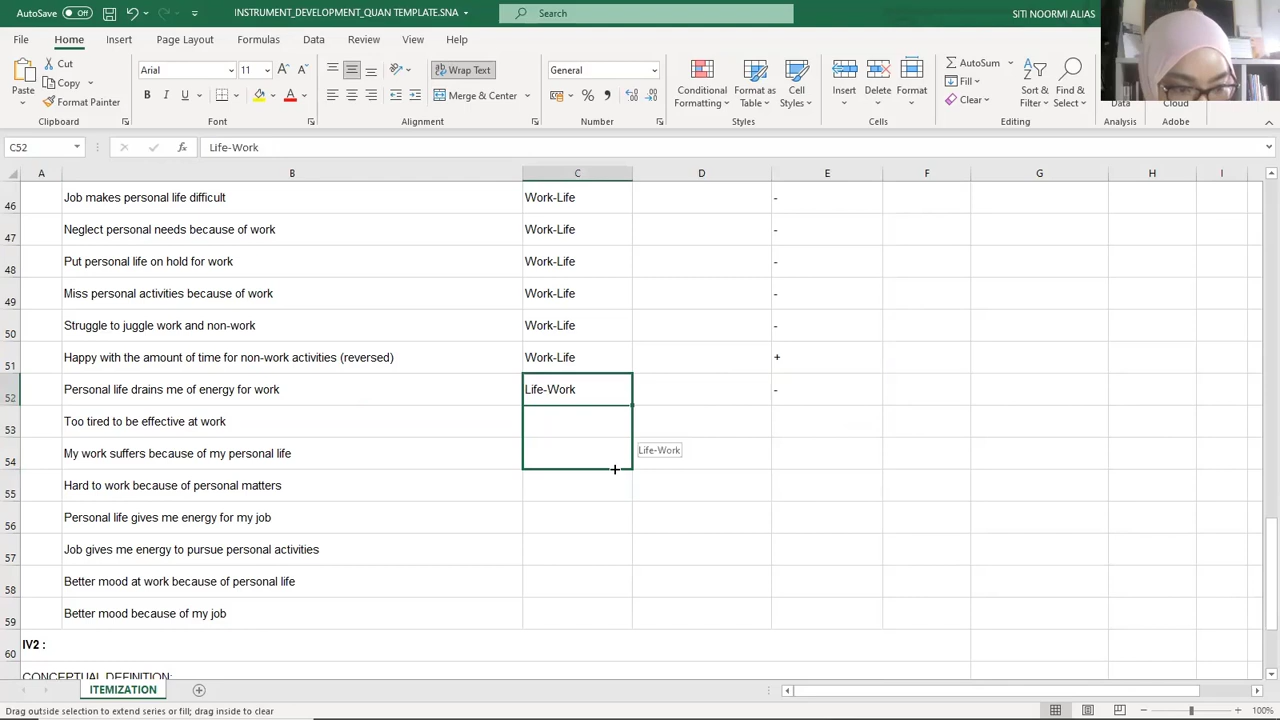 AutoSave Off INSTRUMENT_DEVELOPMENT_QUAN TEMPLATE.SNA Search SITI NOORMI ALIAS
File Home Insert Page Layout Formulas Data Review View Help
Paste Cut Copy Format Painter Clipboard
Arial 11 A A B I U A Font
Wrap Text Merge & Center Alignment
General % Number
Conditional Formatting Format as Table Cell Styles Styles
Insert Delete Format Cells
AutoSum Fill Clear Sort & Filter Find & Select Editing
Data Analysis Cloud Adobe
C52 fx Life-Work
A B C D E F G H I
46 Job makes personal life difficult Work-Life -
47 Neglect personal needs because of work Work-Life -
48 Put personal life on hold for work Work-Life -
49 Miss personal activities because of work Work-Life -
50 Struggle to juggle work and non-work Work-Life -
51 Happy with the amount of time for non-work activities (reversed) Work-Life +
52 Personal life drains me of energy for work Life-Work -
53 Too tired to be effective at work
54 My work suffers because of my personal life Life-Work
55 Hard to work because of personal matters
56 Personal life gives me energy for my job
57 Job gives me energy to pursue personal activities
58 Better mood at work because of personal life
59 Better mood because of my job
60 IV2 :
CONCEPTUAL DEFINITION:
ITEMIZATION
Drag outside selection to extend series or fill; drag inside to clear 100%